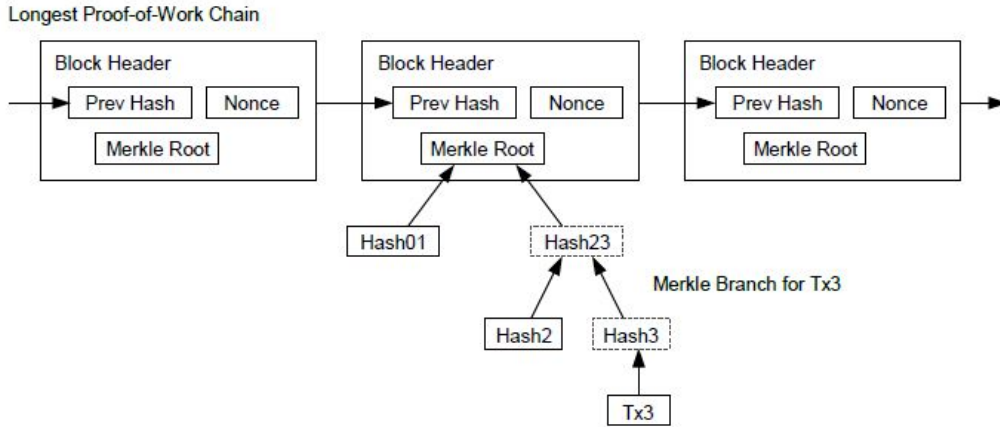 Longest Proof-of-Work Chain
Block Header
Prev Hash
Nonce
Merkle Root
Block Header
Prev Hash
Nonce
Merkle Root
Block Header
Prev Hash
Nonce
Merkle Root
Hash01
Hash23
Merkle Branch for Tx3
Hash2
Hash3
Tx3